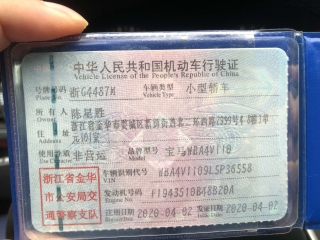 中华人民共和国机动车行驶证
Vehicle License of the People's Republic of China
号牌号码 浙G4487M 车辆类型 小型轿车
Plate No. Vehicle Type
所有人 陈星胜
住址
使用性质 非营运 品牌型号 宝马WBA4V110
浙江省金华
市公安局交
通警察支队
车辆识别代号
VIN
发动机号码
注册日期 2020-04-02 发证日期 2020-04-02